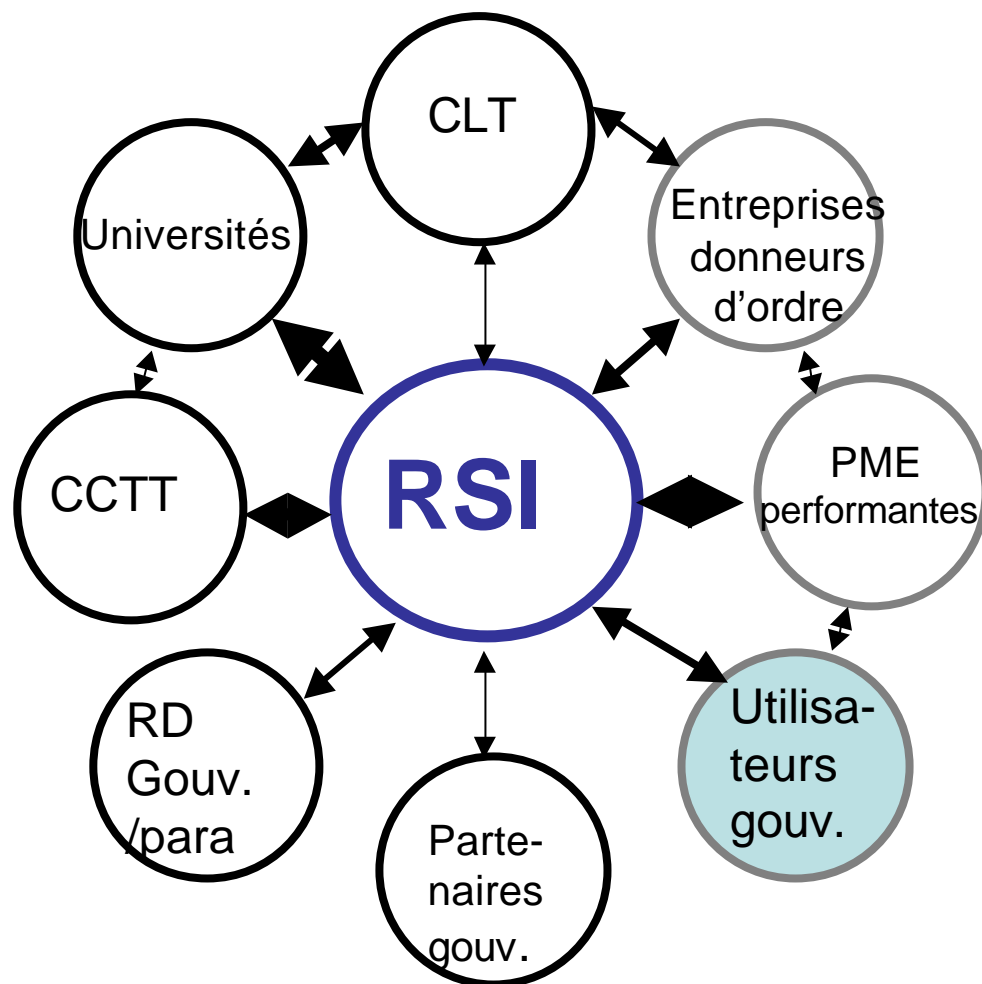 CLT
Universités
Entreprises
donneurs
d’ordre
CCTT
RSI
PME
performantes
RD
Gouv.
/para
Parte-
naires
gouv.
Utilisa-
teurs
gouv.